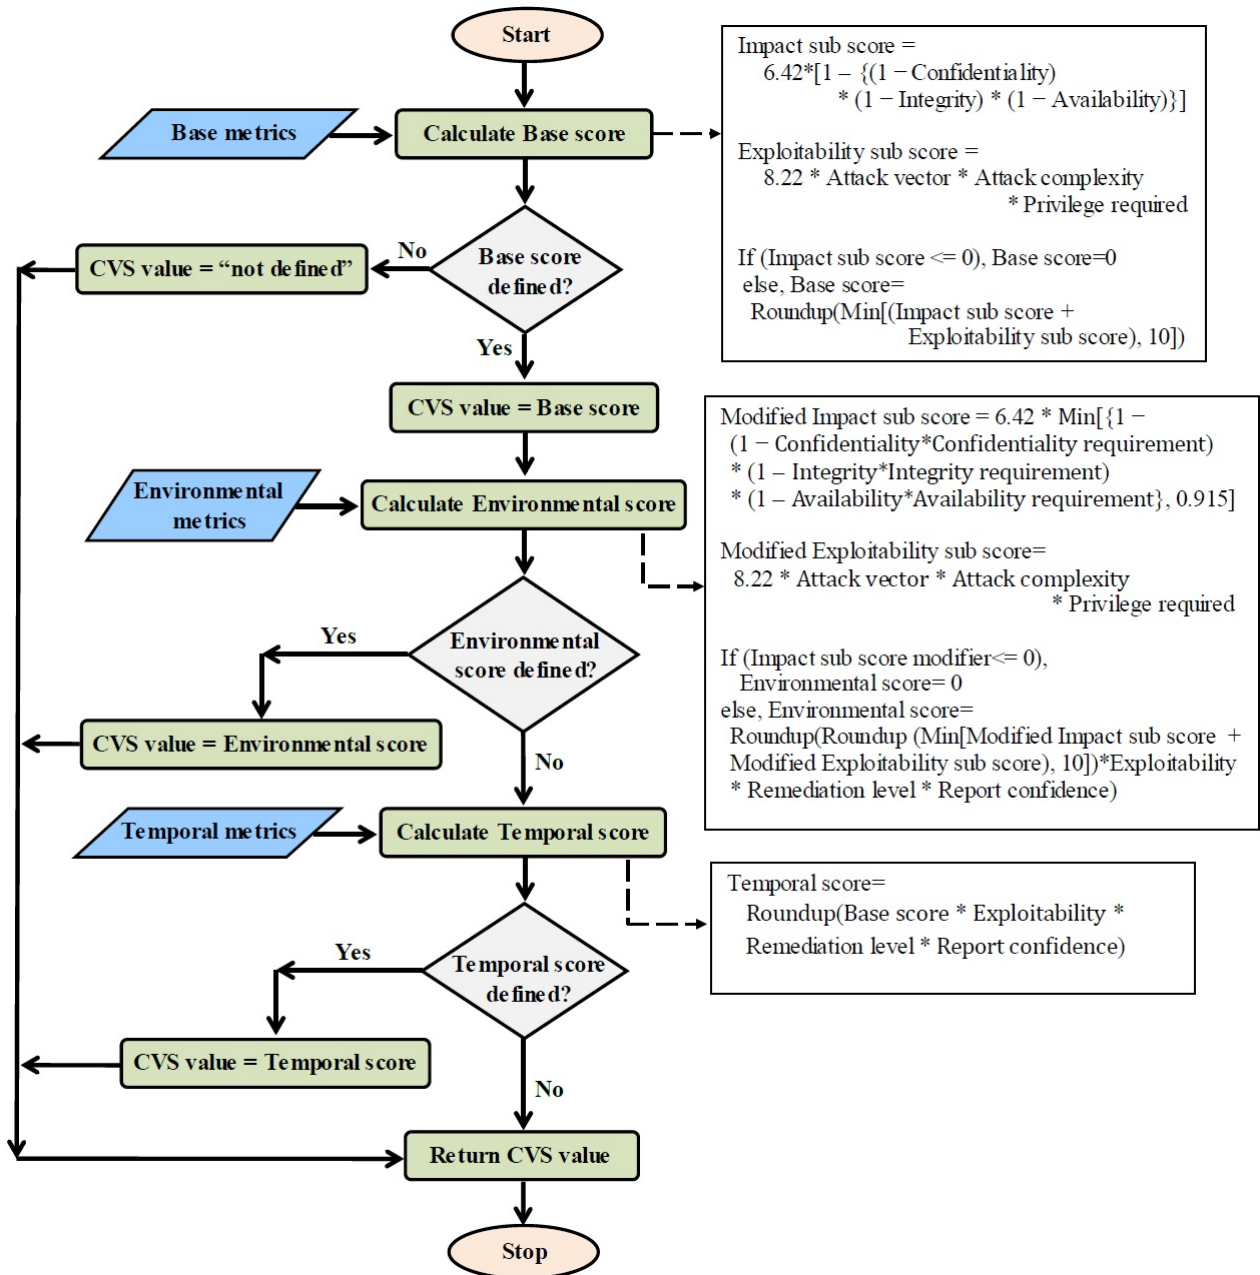 Start
Base metrics
Calculate Base score
Impact sub score =
6.42*[1 – {(1 − Confidentiality)
* (1 − Integrity) * (1 − Availability)}]
Exploitability sub score =
8.22 * Attack vector * Attack complexity
* Privilege required
If (Impact sub score <= 0), Base score=0
else, Base score=
Roundup(Min[(Impact sub score +
Exploitability sub score), 10])
No
Base score
defined?
CVS value = “not defined”
Yes
CVS value = Base score
Environmental
metrics
Calculate Environmental score
Modified Impact sub score = 6.42 * Min[{1 −
(1 − Confidentiality*Confidentiality requirement)
* (1 – Integrity*Integrity requirement)
* (1 – Availability*Availability requirement}, 0.915]
Modified Exploitability sub score=
8.22 * Attack vector * Attack complexity
* Privilege required
If (Impact sub score modifier<= 0),
Environmental score= 0
else, Environmental score=
Roundup(Roundup (Min[Modified Impact sub score +
Modified Exploitability sub score), 10])*Exploitability
* Remediation level * Report confidence)
Yes
Environmental
score defined?
CVS value = Environmental score
No
Temporal metrics
Calculate Temporal score
Temporal score=
Roundup(Base score * Exploitability *
Remediation level * Report confidence)
Yes
Temporal score
defined?
CVS value = Temporal score
No
Return CVS value
Stop